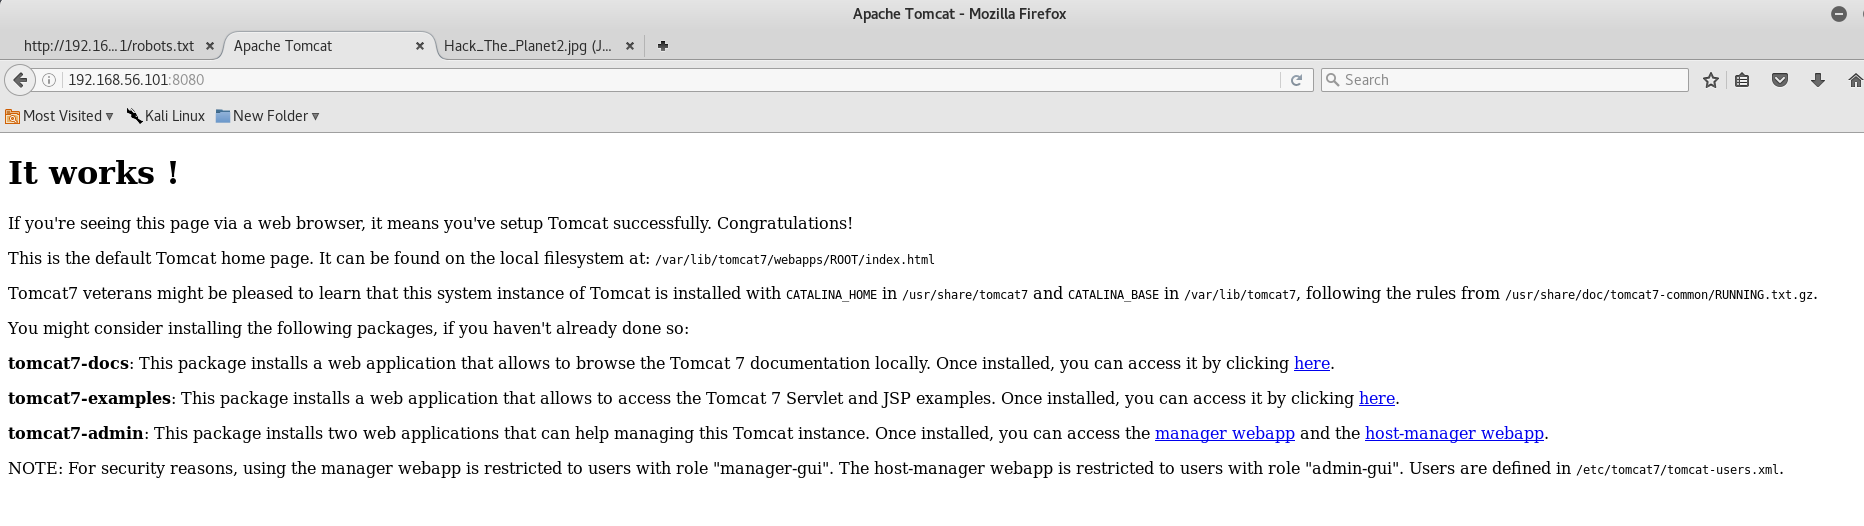 Apache Tomcat - Mozilla Firefox
http://192.16...1/robots.txt
Apache Tomcat
Hack_The_Planet2.jpg (J...
192.168.56.101:8080
Search
Most Visited
Kali Linux
New Folder
It works !
If you're seeing this page via a web browser, it means you've setup Tomcat successfully. Congratulations!
This is the default Tomcat home page. It can be found on the local filesystem at: /var/lib/tomcat7/webapps/ROOT/index.html
Tomcat7 veterans might be pleased to learn that this system instance of Tomcat is installed with CATALINA_HOME in /usr/share/tomcat7 and CATALINA_BASE in /var/lib/tomcat7, following the rules from /usr/share/doc/tomcat7-common/RUNNING.txt.gz.
You might consider installing the following packages, if you haven't already done so:
tomcat7-docs: This package installs a web application that allows to browse the Tomcat 7 documentation locally. Once installed, you can access it by clicking here.
tomcat7-examples: This package installs a web application that allows to access the Tomcat 7 Servlet and JSP examples. Once installed, you can access it by clicking here.
tomcat7-admin: This package installs two web applications that can help managing this Tomcat instance. Once installed, you can access the manager webapp and the host-manager webapp.
NOTE: For security reasons, using the manager webapp is restricted to users with role "manager-gui". The host-manager webapp is restricted to users with role "admin-gui". Users are defined in /etc/tomcat7/tomcat-users.xml.